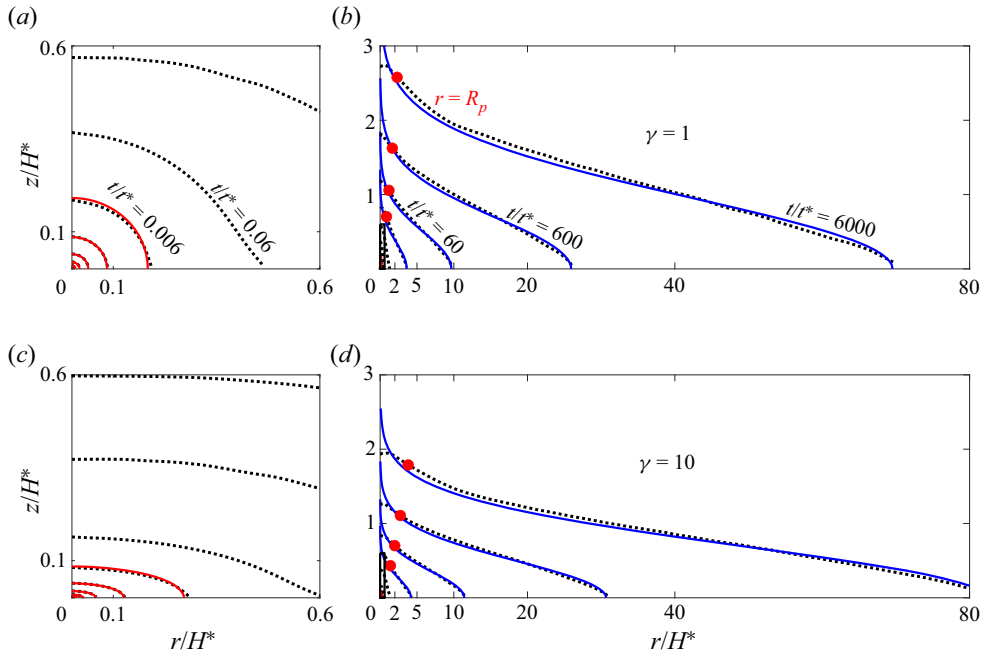 (a)
0.6
z/H*
0.1
0
0.1
0.6
t/t* = 0.006
t/t* = 0.06
(b)
3
2
1
0
2
5
10
20
40
80
r = R_p
γ = 1
t/t* = 60
t/t* = 600
t/t* = 6000
(c)
0.6
z/H*
0.1
0
0.1
0.6
r/H*
(d)
3
2
1
0
2
5
10
20
40
80
γ = 10
r/H*